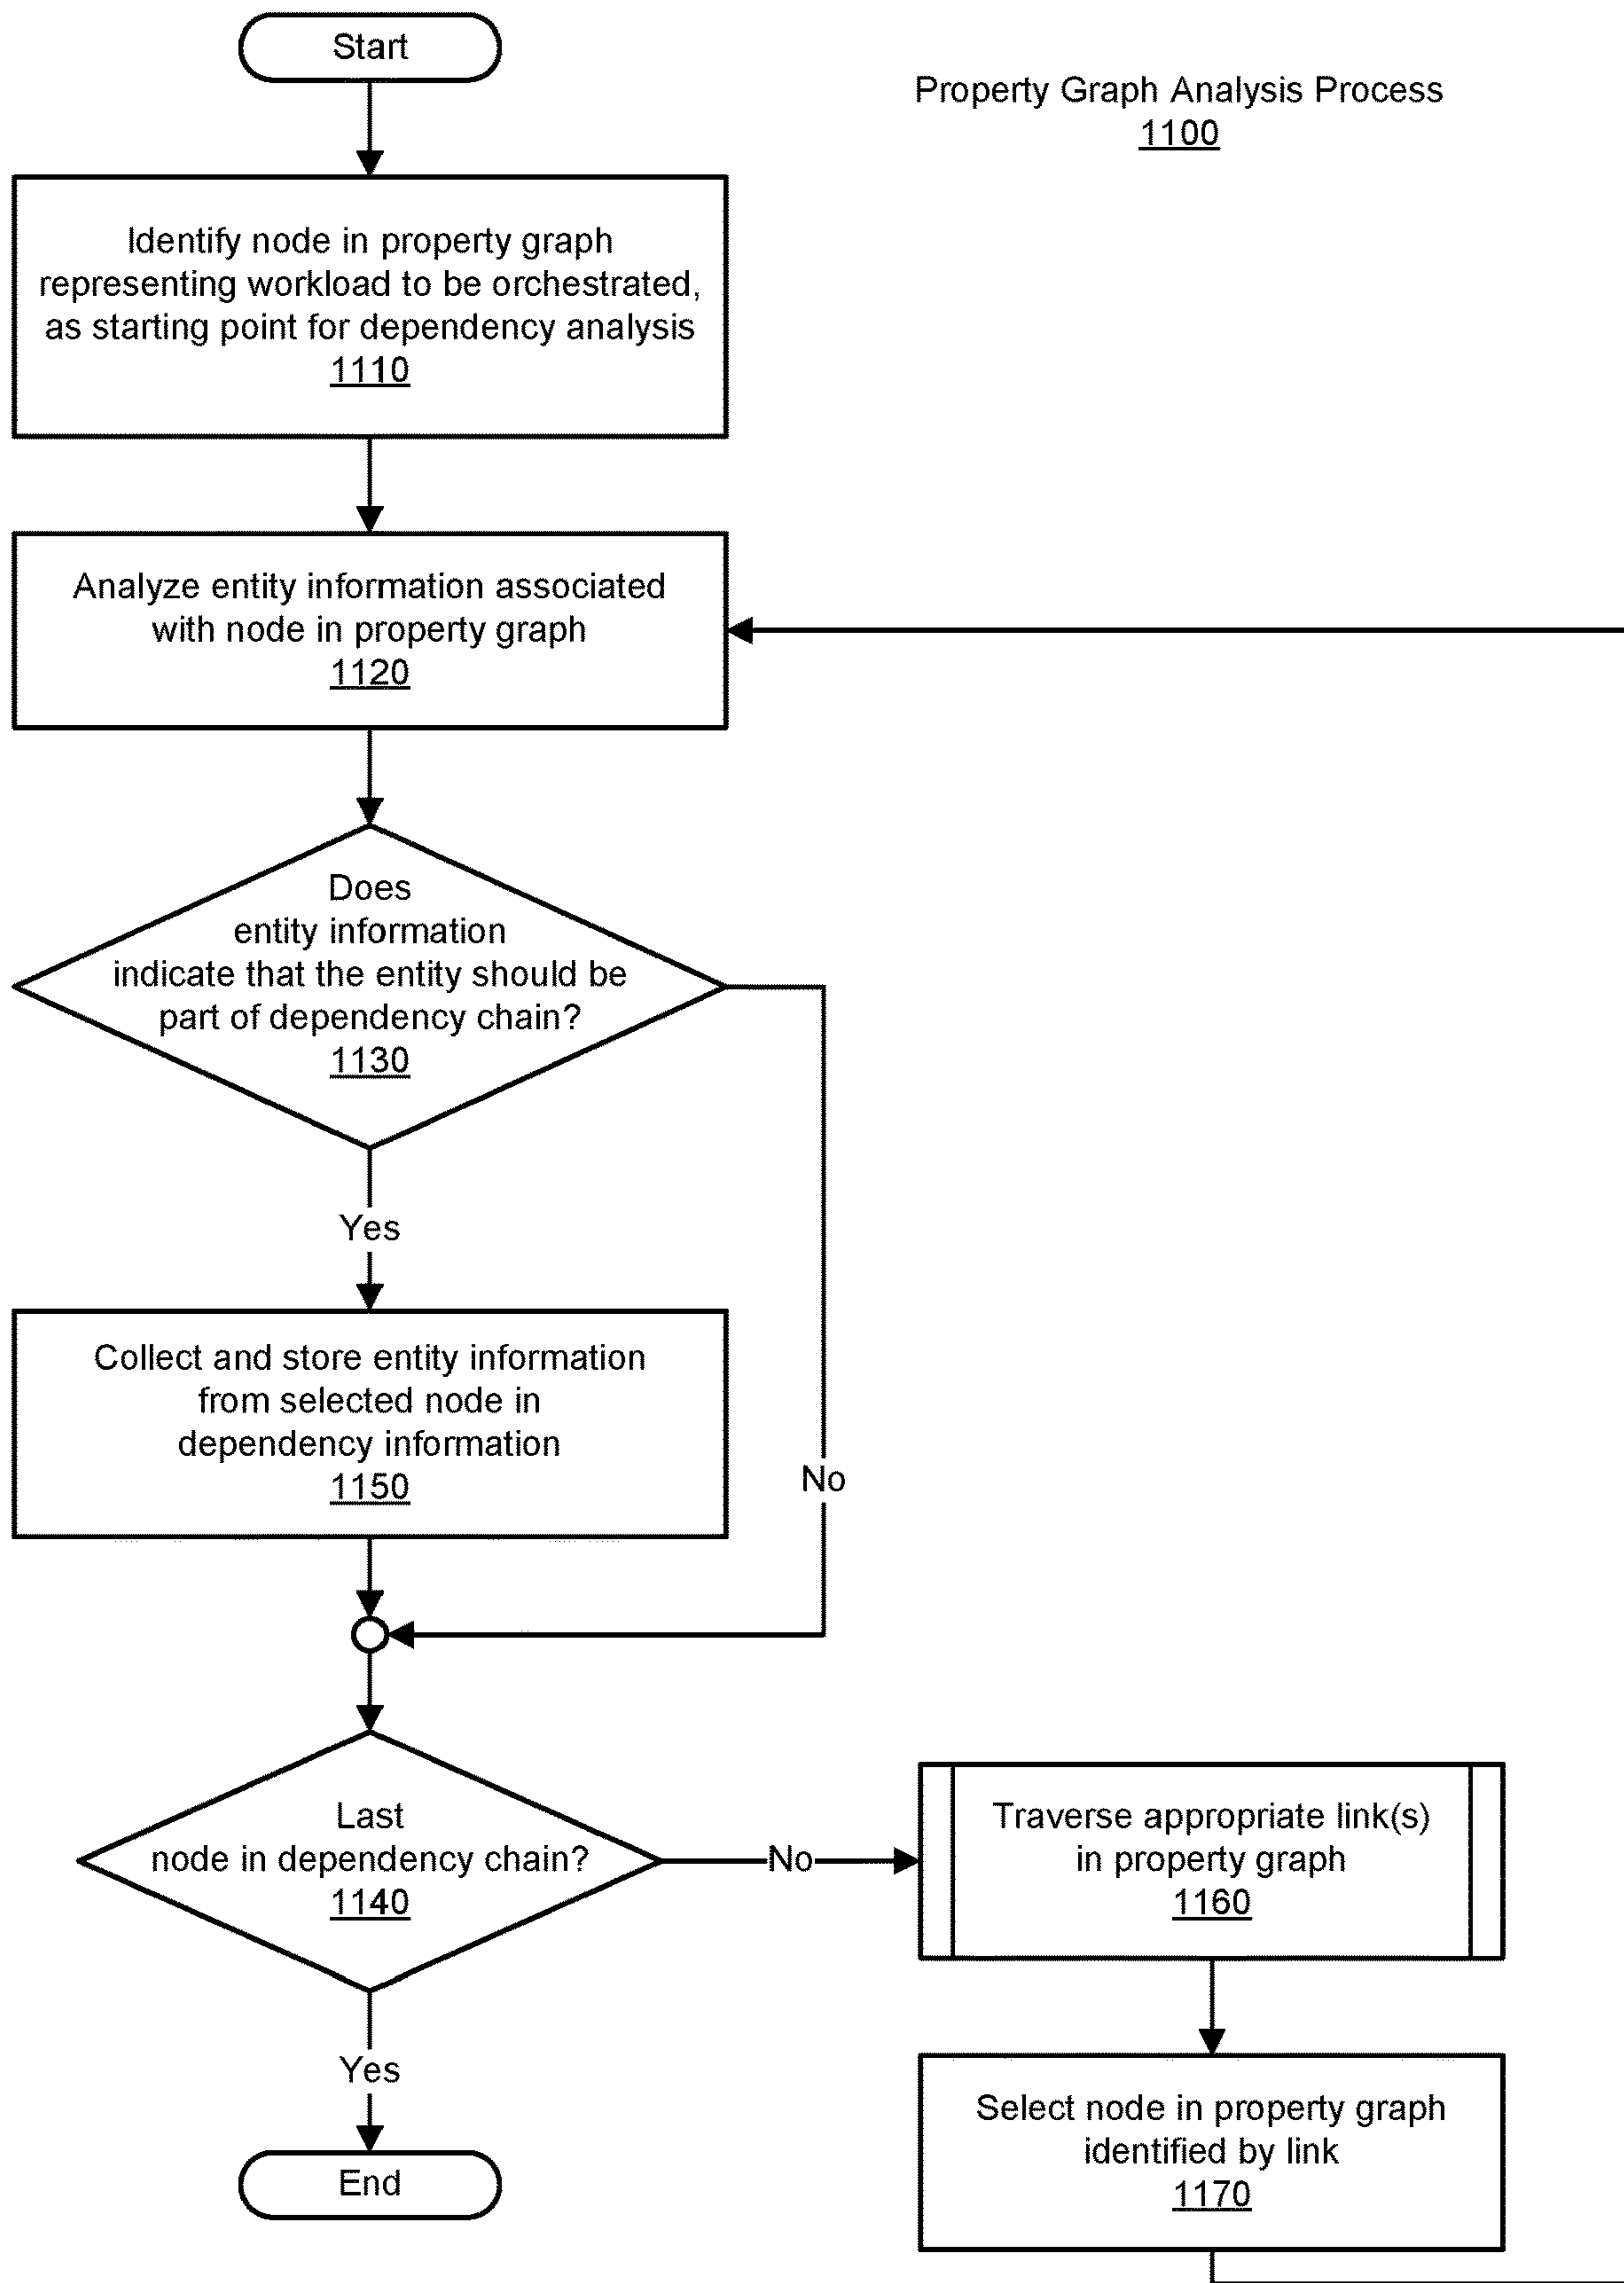 Start
Property Graph Analysis Process
1100
Identify node in property graph
representing workload to be orchestrated,
as starting point for dependency analysis
1110
Analyze entity information associated
with node in property graph
1120
Does
entity information
indicate that the entity should be
part of dependency chain?
1130
Yes
Collect and store entity information
from selected node in
dependency information
1150
No
Last
node in dependency chain?
1140
No
Traverse appropriate link(s)
in property graph
1160
Yes
Select node in property graph
identified by link
1170
End